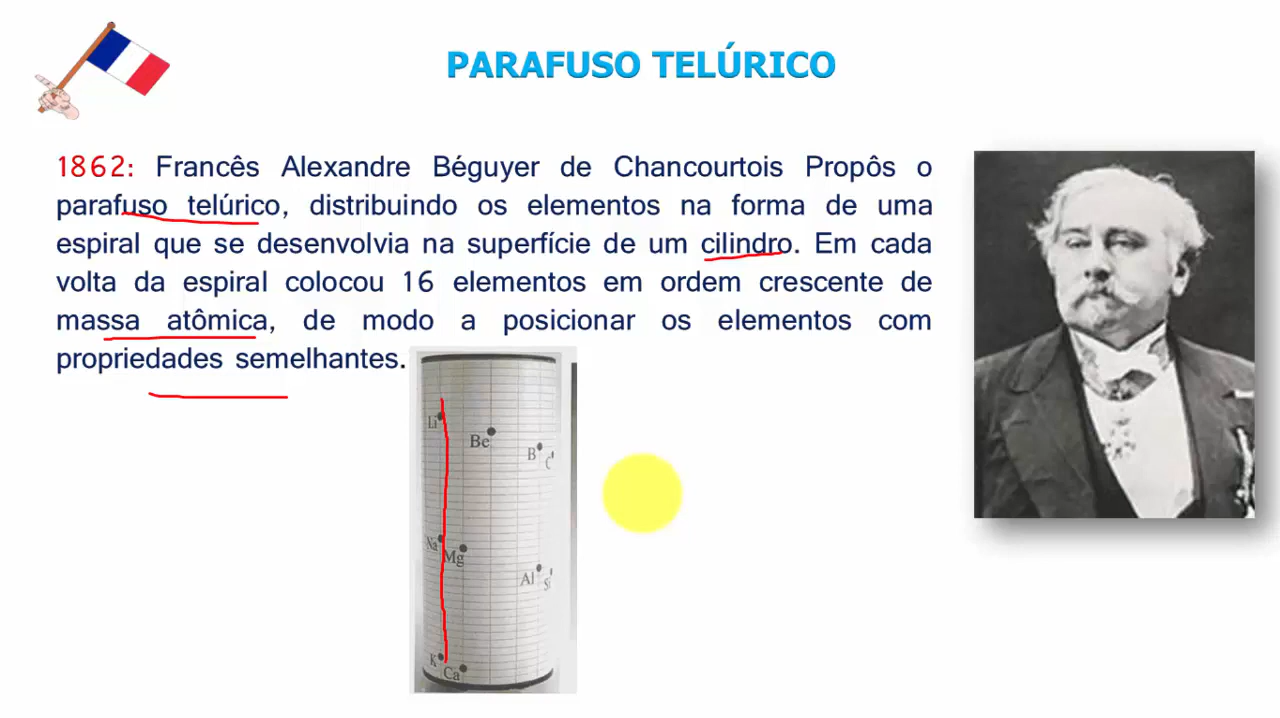 PARAFUSO TELÚRICO
1862: Francês Alexandre Béguyer de Chancourtois Propôs o
parafuso telúrico, distribuindo os elementos na forma de uma
espiral que se desenvolvia na superfície de um cilindro. Em cada
volta da espiral colocou 16 elementos em ordem crescente de
massa atômica, de modo a posicionar os elementos com
propriedades semelhantes.
Li
Be
B
C
Na
Mg
Al
Si
K
Ca